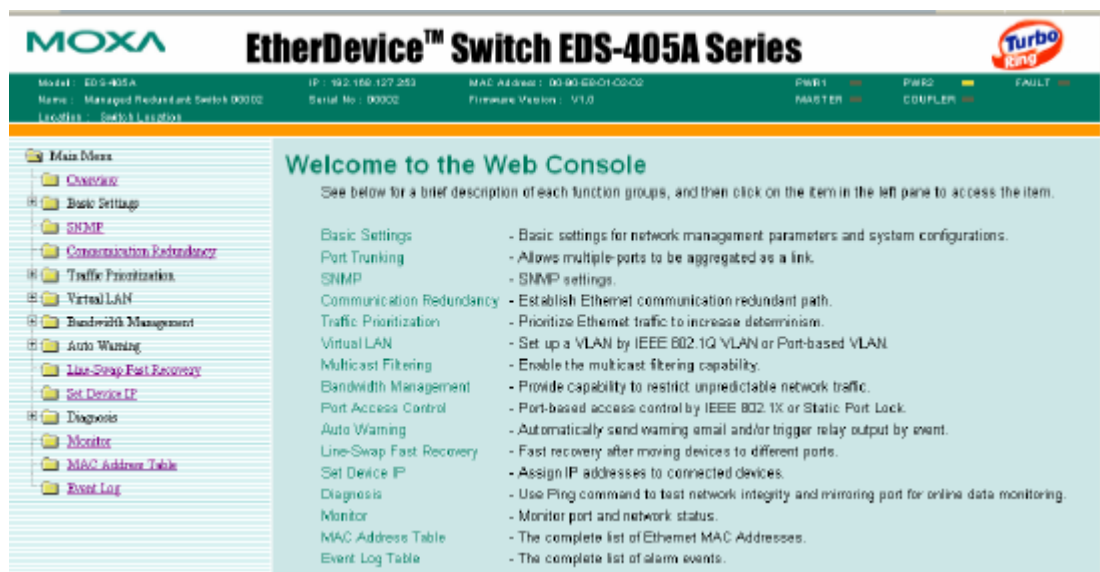 MOXA EtherDevice™ Switch EDS-405A Series Turbo Ring
Model : EDS-405A IP : 192.168.127.253 MAC Address : 00-90-E8-01-02-02 PWR1 PWR2 FAULT
Name : Managed Redundant Switch 00002 Serial No : 00002 Firmware Version : V1.0 MASTER COUPLER
Location : Switch Location
Main Menu
Overview
Basic Settings
SNMP
Communication Redundancy
Traffic Prioritization
Virtual LAN
Bandwidth Management
Auto Warning
Line-Swap Fast Recovery
Set Device IP
Diagnosis
Monitor
MAC Address Table
Event Log
Welcome to the Web Console
See below for a brief description of each function groups, and then click on the item in the left pane to access the item.
Basic Settings - Basic settings for network management parameters and system configurations.
Port Trunking - Allows multiple-ports to be aggregated as a link.
SNMP - SNMP settings.
Communication Redundancy - Establish Ethernet communication redundant path.
Traffic Prioritization - Prioritize Ethernet traffic to increase determinism.
Virtual LAN - Set up a VLAN by IEEE 802.1Q VLAN or Port-based VLAN.
Multicast Filtering - Enable the multicast filtering capability.
Bandwidth Management - Provide capability to restrict unpredictable network traffic.
Port Access Control - Port-based access control by IEEE 802.1X or Static Port Lock.
Auto Warning - Automatically send warning email and/or trigger relay output by event.
Line-Swap Fast Recovery - Fast recovery after moving devices to different ports.
Set Device IP - Assign IP addresses to connected devices.
Diagnosis - Use Ping command to test network integrity and mirroring port for online data monitoring.
Monitor - Monitor port and network status.
MAC Address Table - The complete list of Ethernet MAC Addresses.
Event Log Table - The complete list of alarm events.